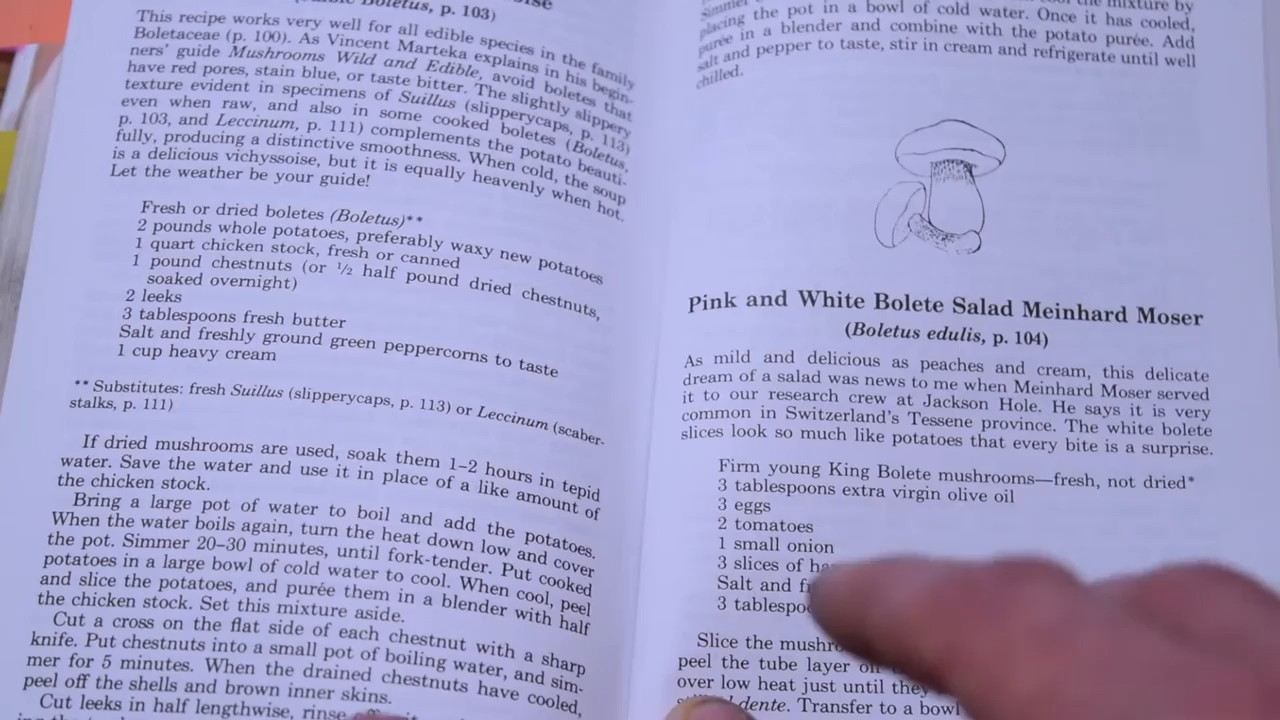 Boletus, p. 103)
This recipe works very well for all edible species in the family
Boletaceae (p. 100). As Vincent Marteka explains in his begin-
ners' guide Mushrooms Wild and Edible, avoid boletes that
have red pores, stain blue, or taste bitter. The slightly slippery
texture evident in specimens of Suillus (slipperycaps, p. 113)
even when raw, and also in some cooked boletes (Boletus,
p. 103, and Leccinum, p. 111) complements the potato beauti-
fully, producing a distinctive smoothness. When cold, the soup
is a delicious vichyssoise, but it is equally heavenly when hot.
Let the weather be your guide!
Fresh or dried boletes (Boletus)**
2 pounds whole potatoes, preferably waxy new potatoes
1 quart chicken stock, fresh or canned
1 pound chestnuts (or ½ half pound dried chestnuts,
soaked overnight)
2 leeks
3 tablespoons fresh butter
Salt and freshly ground green peppercorns to taste
1 cup heavy cream
** Substitutes: fresh Suillus (slipperycaps, p. 113) or Leccinum (scaber-
stalks, p. 111)
If dried mushrooms are used, soak them 1–2 hours in tepid
water. Save the water and use it in place of a like amount of
the chicken stock.
Bring a large pot of water to boil and add the potatoes.
When the water boils again, turn the heat down low and cover
the pot. Simmer 20–30 minutes, until fork-tender. Put cooked
potatoes in a large bowl of cold water to cool. When cool, peel
and slice the potatoes, and purée them in a blender with half
the chicken stock. Set this mixture aside.
Cut a cross on the flat side of each chestnut with a sharp
knife. Put chestnuts into a small pot of boiling water, and sim-
mer for 5 minutes. When the drained chestnuts have cooled,
peel off the shells and brown inner skins.
Cut leeks in half lengthwise, rinse
mixture by
placing the pot in a bowl of cold water. Once it has cooled,
purée in a blender and combine with the potato purée. Add
salt and pepper to taste, stir in cream and refrigerate until well
chilled.
Pink and White Bolete Salad Meinhard Moser
(Boletus edulis, p. 104)
As mild and delicious as peaches and cream, this delicate
dream of a salad was news to me when Meinhard Moser served
it to our research crew at Jackson Hole. He says it is very
common in Switzerland's Tessene province. The white bolete
slices look so much like potatoes that every bite is a surprise.
Firm young King Bolete mushrooms—fresh, not dried*
3 tablespoons extra virgin olive oil
3 eggs
2 tomatoes
1 small onion
3 slices of
Salt and
3
Slice the
peel the tube layer
over low heat just until they
dente. Transfer to a bowl